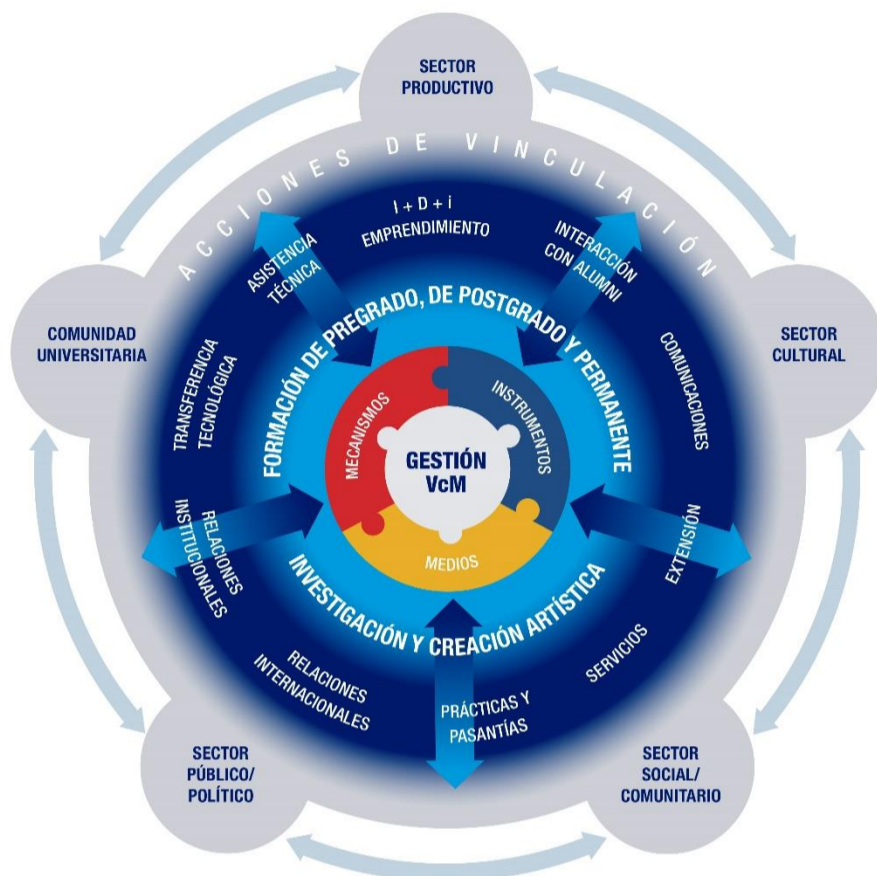 SECTOR
PRODUCTIVO
ACCIONES DE VINCULACIÓN
I + D + i
EMPRENDIMIENTO
ASISTENCIA
TÉCNICA
INTERACCIÓN
CON ALUMNI
COMUNIDAD
UNIVERSITARIA
SECTOR
CULTURAL
TRANSFERENCIA
TECNOLÓGICA
COMUNICACIONES
FORMACIÓN DE PREGRADO, DE POSTGRADO Y PERMANENTE
MECANISMOS
INSTRUMENTOS
GESTIÓN
VcM
MEDIOS
RELACIONES
INSTITUCIONALES
EXTENSIÓN
INVESTIGACIÓN Y CREACIÓN ARTÍSTICA
RELACIONES
INTERNACIONALES
PRÁCTICAS Y
PASANTÍAS
SERVICIOS
SECTOR
PÚBLICO/
POLÍTICO
SECTOR
SOCIAL/
COMUNITARIO